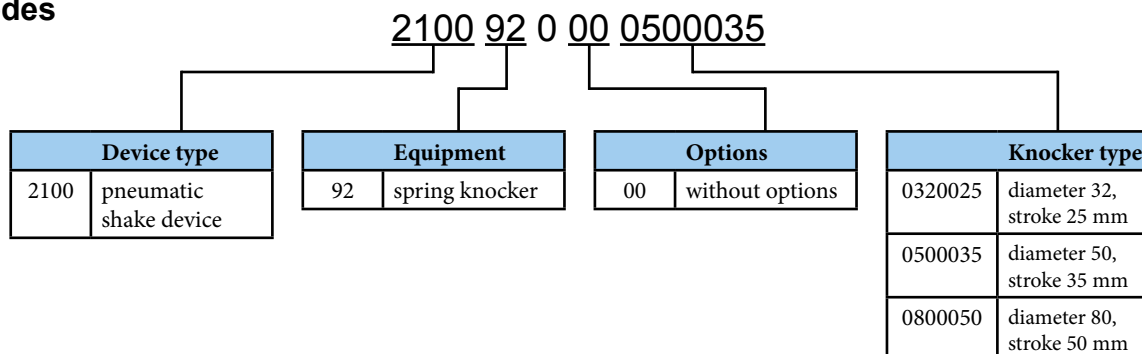 des
2100 92 0 00 0500035
Device type
2100 pneumatic
shake device
Equipment
92 spring knocker
Options
00 without options
Knocker type
0320025 diameter 32,
stroke 25 mm
0500035 diameter 50,
stroke 35 mm
0800050 diameter 80,
stroke 50 mm